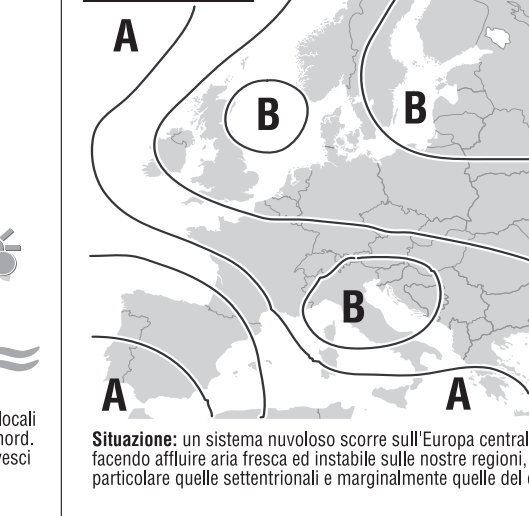 A
B
B
B
A
A
locali
nord.
vesci
Situazione: un sistema nuvoloso scorre sull'Europa central
facendo affluire aria fresca ed instabile sulle nostre regioni,
particolare quelle settentrionali e marginalmente quelle del